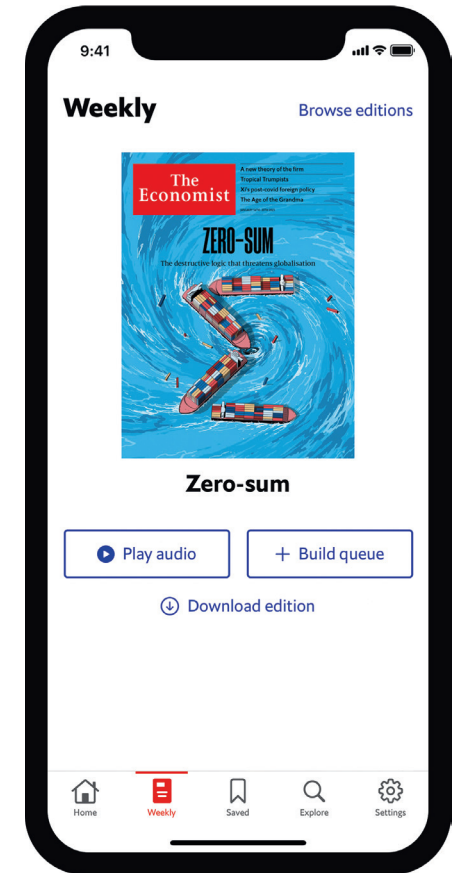 9:41
Weekly
Browse editions
The
Economist
A new theory of the firm
Tropical Trumpists
Xi's post-covid foreign policy
The Age of the Grandma
ZERO-SUM
The destructive logic that threatens globalisation
Zero-sum
Play audio
+ Build queue
Download edition
Home
Weekly
Saved
Explore
Settings